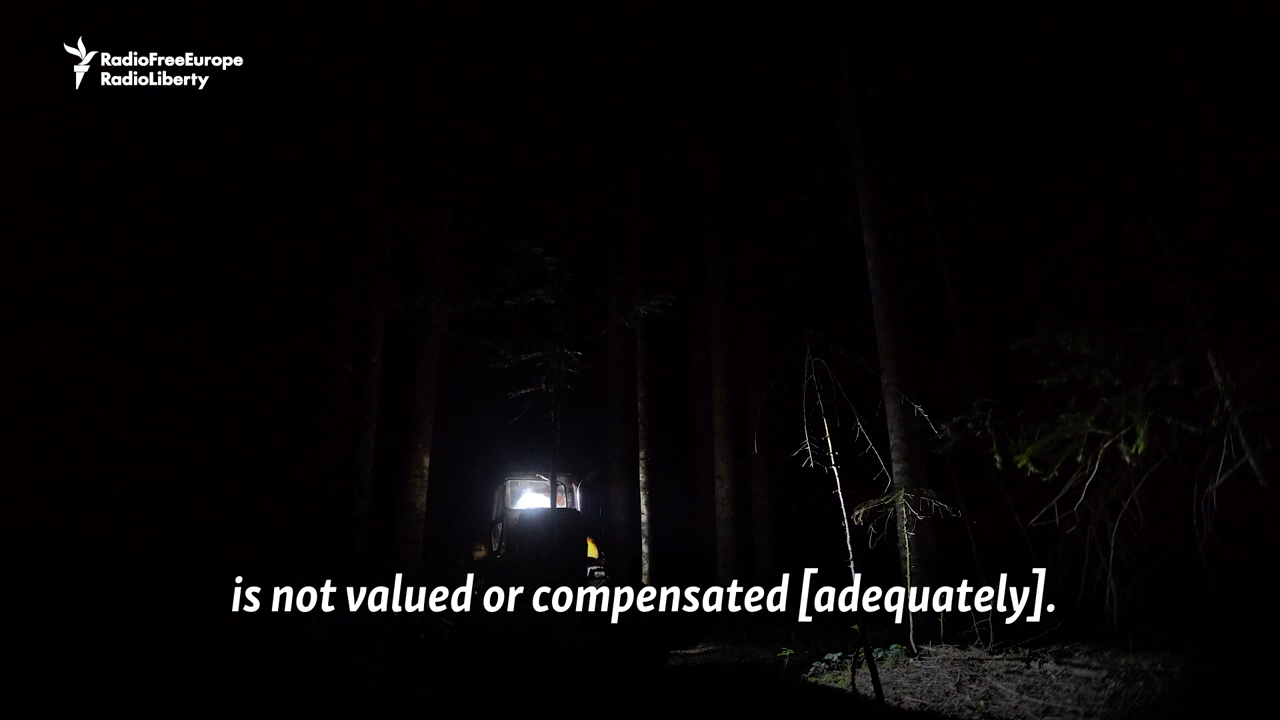 RadioFreeEurope
RadioLiberty
is not valued or compensated [adequately].